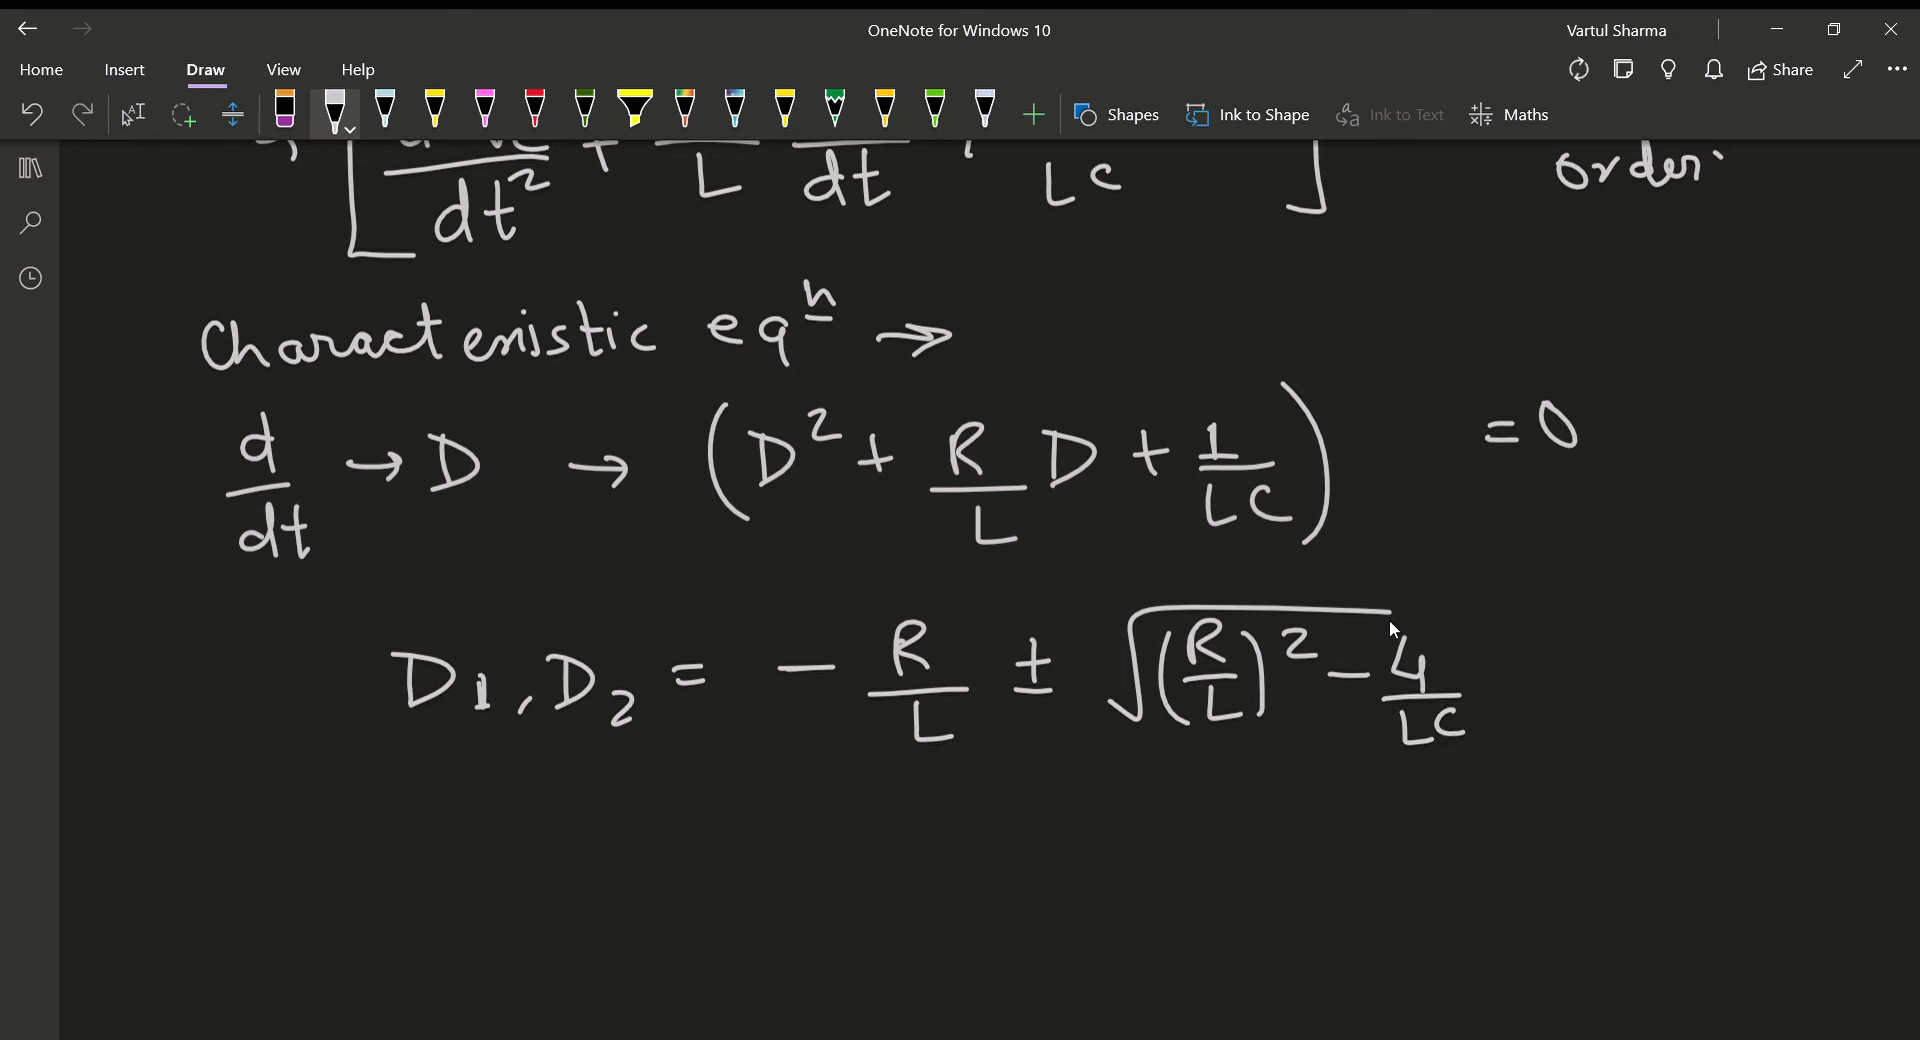 OneNote for Windows 10
Vartul Sharma
Home Insert Draw View Help
Share
Shapes Ink to Shape Ink to Text Maths
dt² + L dt LC order
Characteristic eqⁿ →
d/dt → D → (D² + R/L D + 1/LC) = 0
D₁, D₂ = - R/L ± √(R/L)² - 4/LC